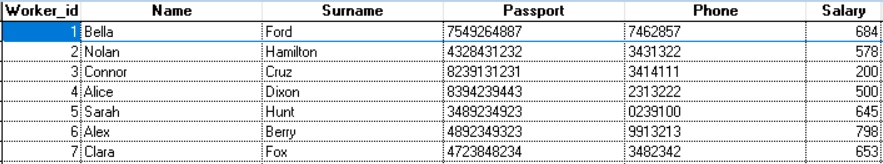 Worker_id Name Surname Passport Phone Salary
1 Bella Ford 7549264887 7462857 684
2 Nolan Hamilton 4328431232 3431322 578
3 Connor Cruz 8239131231 3414111 200
4 Alice Dixon 8394239443 2313222 500
5 Sarah Hunt 3489234923 0239100 645
6 Alex Berry 4892349323 9913213 798
7 Clara Fox 4723848234 3482342 653